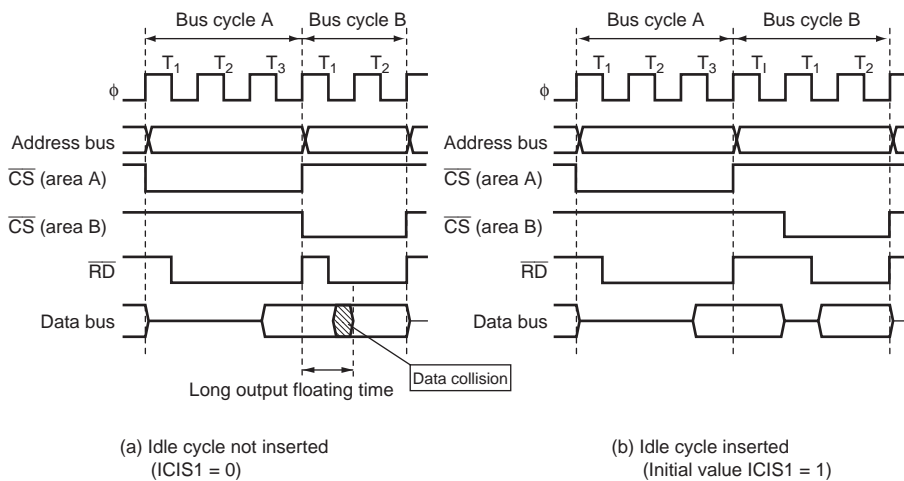 Bus cycle A Bus cycle B
T1 T2 T3 T1 T2
ϕ
Address bus
CS (area A)
CS (area B)
RD
Data bus
Long output floating time
Data collision
(a) Idle cycle not inserted
(ICIS1 = 0)
Bus cycle A Bus cycle B
T1 T2 T3 TI T1 T2
ϕ
Address bus
CS (area A)
CS (area B)
RD
Data bus
(b) Idle cycle inserted
(Initial value ICIS1 = 1)